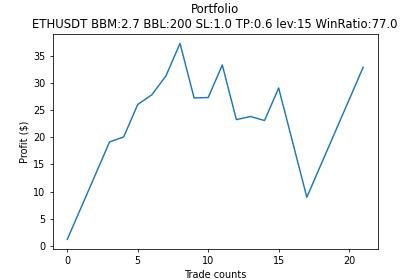 Portfolio
ETHUSDT BBM:2.7 BBL:200 SL:1.0 TP:0.6 lev:15 WinRatio:77.0
35
30
25
20
15
10
5
0
Profit ($)
0 5 10 15 20
Trade counts